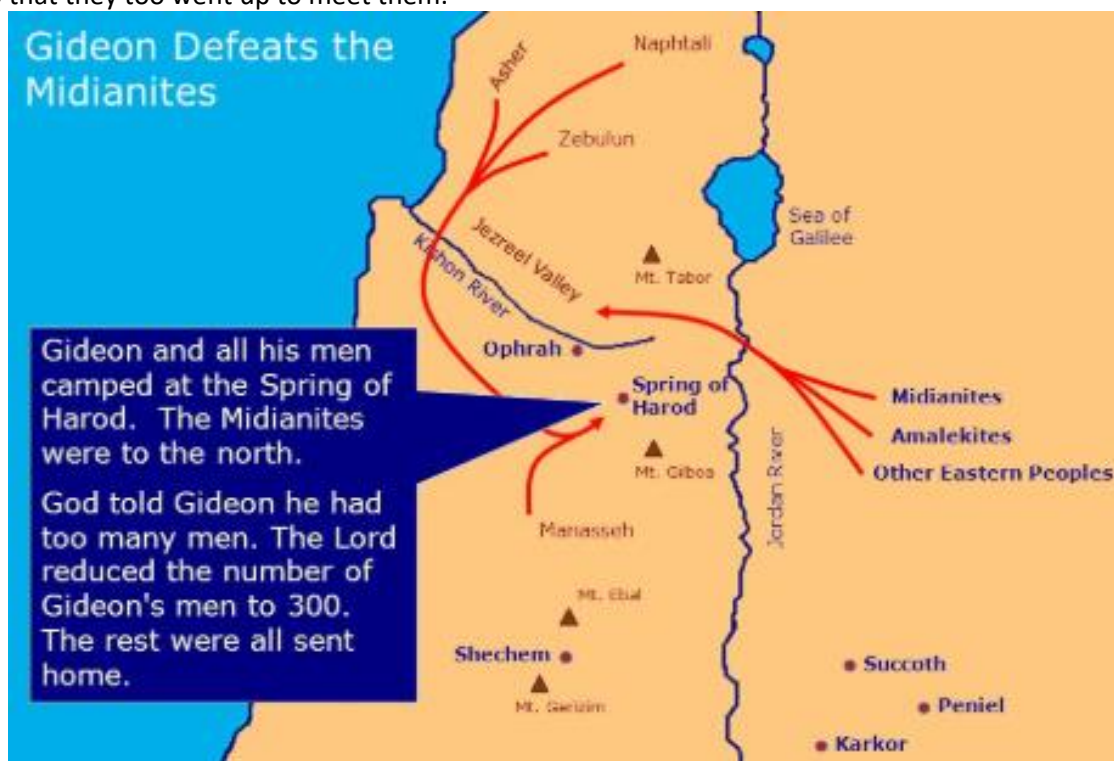 that they too went up to meet them.
Gideon Defeats the
Midianites
Asher
Naphtali
Zebulun
Sea of
Galilee
Jezreel Valley
Kishon River
Mt. Tabor
Ophrah
Spring of
Harod
Midianites
Amalekites
Other Eastern Peoples
Mt. Gilboa
Jordan River
Manasseh
Gideon and all his men
camped at the Spring of
Harod. The Midianites
were to the north.
God told Gideon he had
too many men. The Lord
reduced the number of
Gideon's men to 300.
The rest were all sent
home.
Mt. Ebal
Shechem
Mt. Gerizim
Succoth
Peniel
Karkor